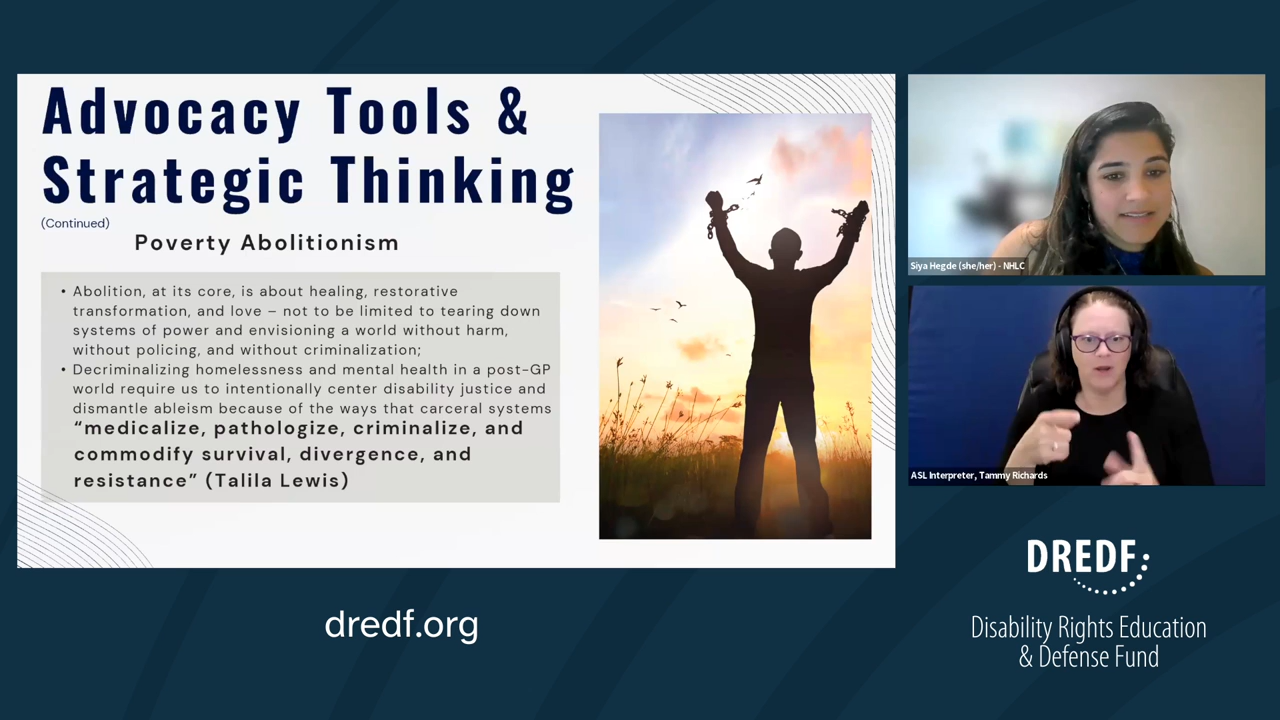 Advocacy Tools &
Strategic Thinking
(Continued)
Poverty Abolitionism
• Abolition, at its core, is about healing, restorative
transformation, and love – not to be limited to tearing down
systems of power and envisioning a world without harm,
without policing, and without criminalization;
• Decriminalizing homelessness and mental health in a post-GP
world require us to intentionally center disability justice and
dismantle ableism because of the ways that carceral systems
“medicalize, pathologize, criminalize, and
commodify survival, divergence, and
resistance” (Talila Lewis)
Siya Hegde (she/her) - NHLC
ASL Interpreter, Tammy Richards
dredf.org
DREDF
Disability Rights Education
& Defense Fund